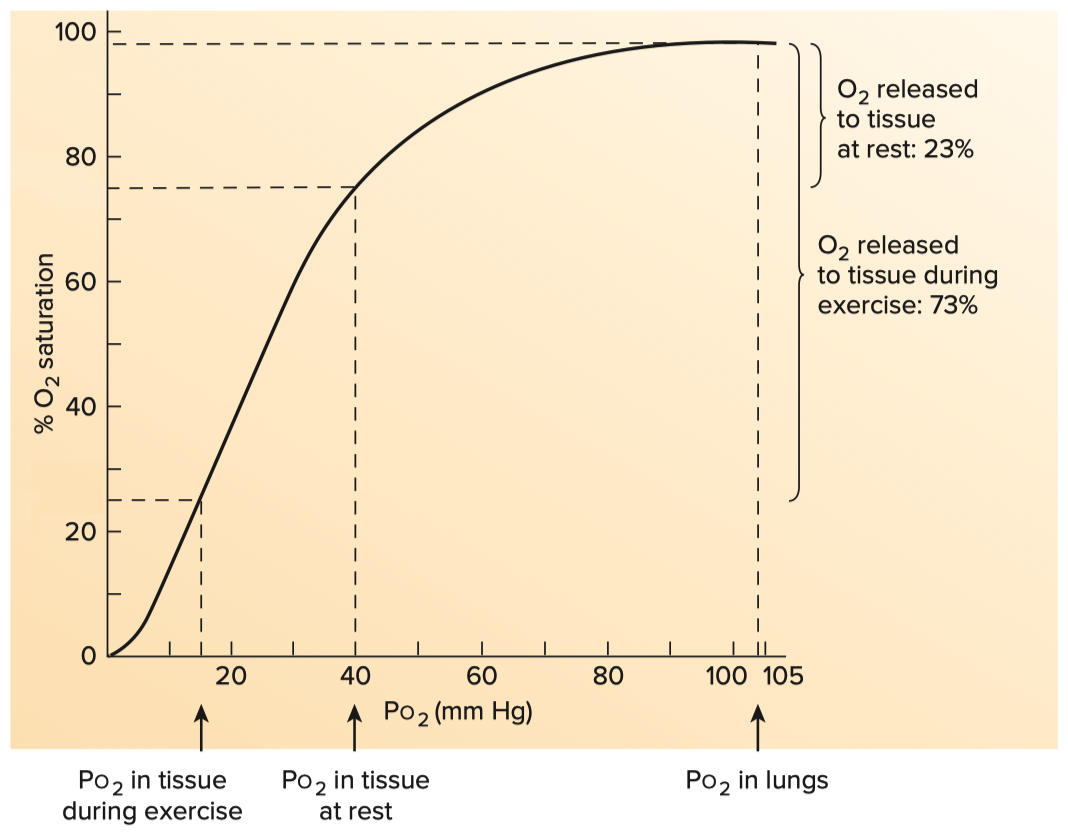 100
80
60
40
20
0
% O₂ saturation
20 40 60 80 100 105
Po₂ (mm Hg)
O₂ released
to tissue
at rest: 23%
O₂ released
to tissue during
exercise: 73%
Po₂ in tissue
during exercise
Po₂ in tissue
at rest
Po₂ in lungs